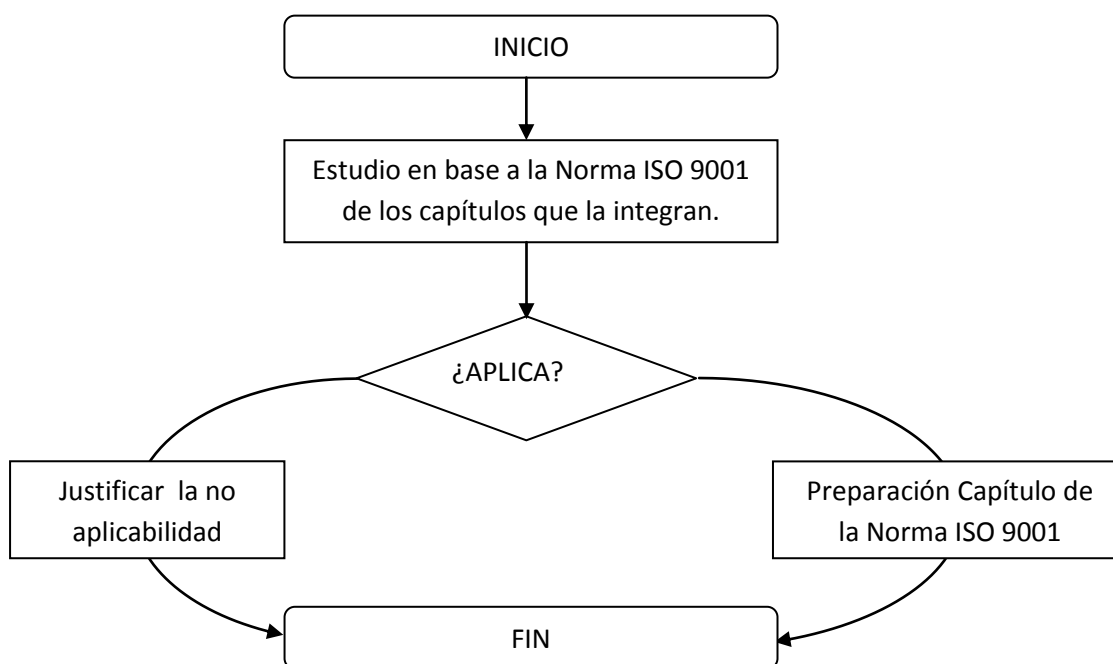 INICIO
Estudio en base a la Norma ISO 9001
de los capítulos que la integran.
¿APLICA?
Justificar la no
aplicabilidad
Preparación Capítulo de
la Norma ISO 9001
FIN